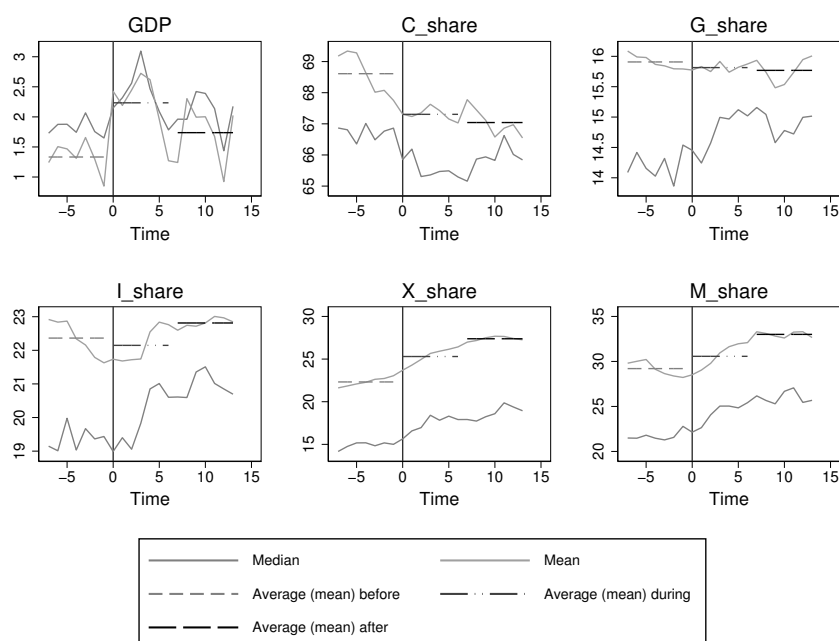 GDP C_share G_share
3 69 16
2.5 68 15.5
2 67 15
1.5 66 14.5
1 65 14
−5 0 5 10 15 −5 0 5 10 15 −5 0 5 10 15
Time Time Time
I_share X_share M_share
23 30 35
22 25 30
21 20 25
20 15 20
19
−5 0 5 10 15 −5 0 5 10 15 −5 0 5 10 15
Time Time Time
Median Mean
Average (mean) before Average (mean) during
Average (mean) after